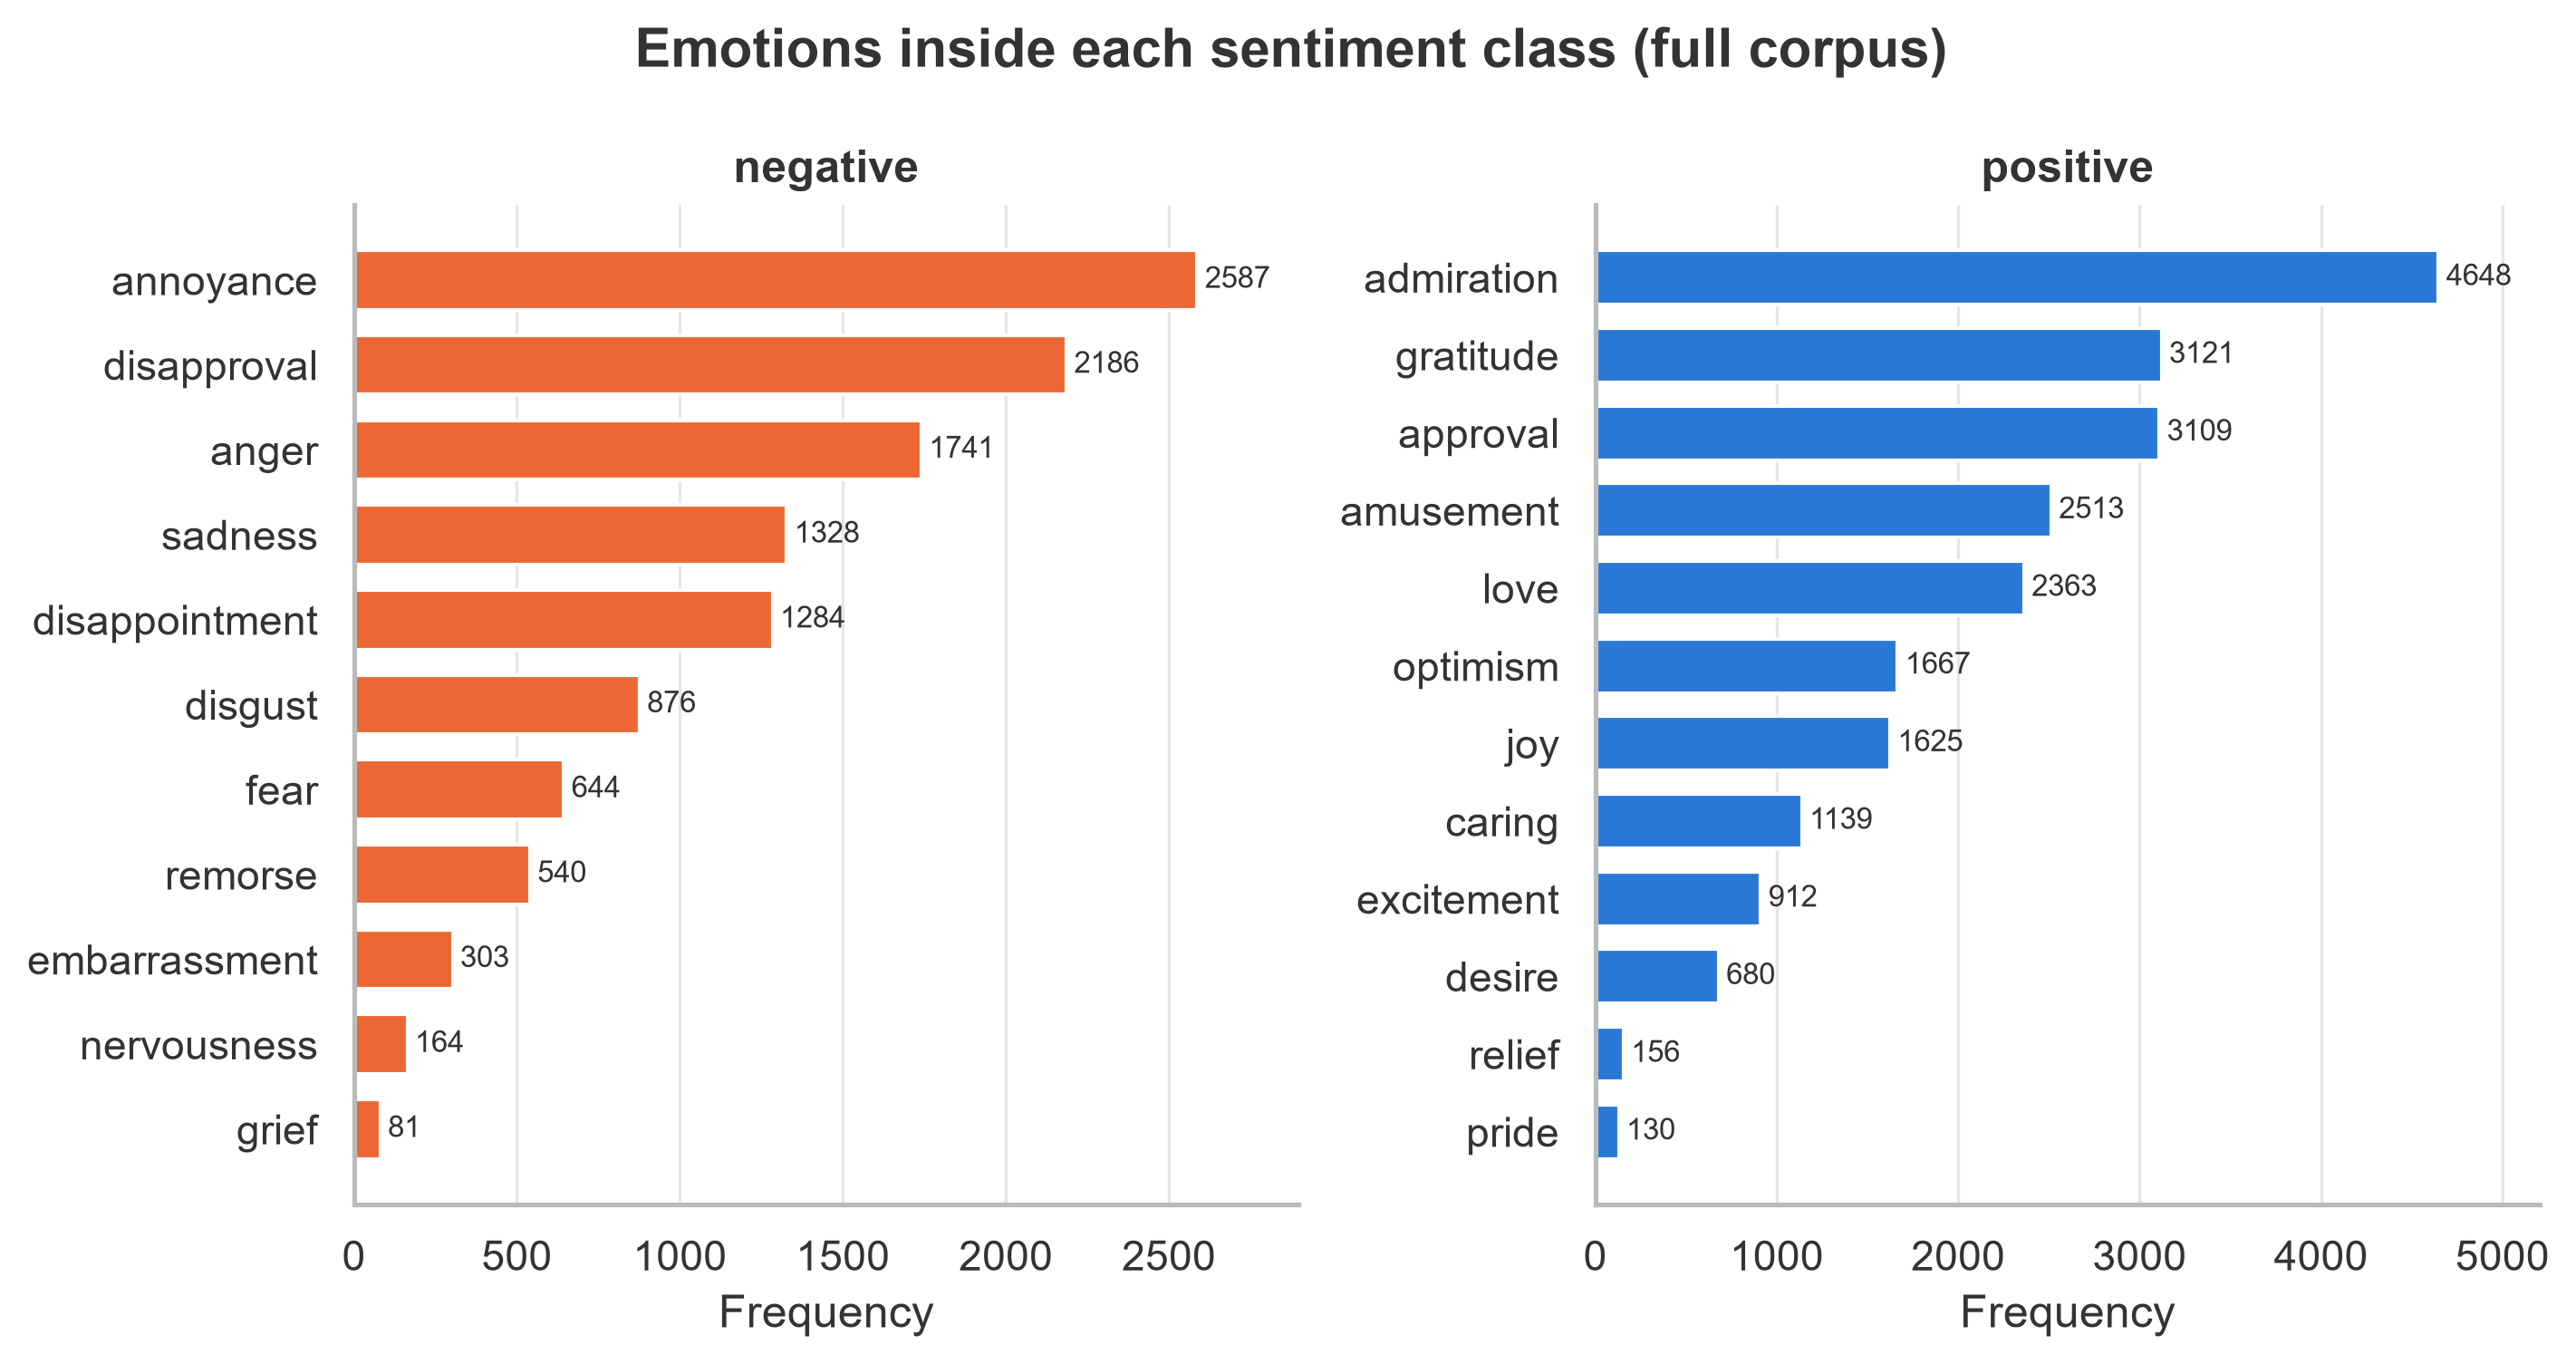 Emotions inside each sentiment class (full corpus)
negative
annoyance 2587
disapproval 2186
anger 1741
sadness 1328
disappointment 1284
disgust 876
fear 644
remorse 540
embarrassment 303
nervousness 164
grief 81
0 500 1000 1500 2000 2500
Frequency
positive
admiration 4648
gratitude 3121
approval 3109
amusement 2513
love 2363
optimism 1667
joy 1625
caring 1139
excitement 912
desire 680
relief 156
pride 130
0 1000 2000 3000 4000 5000
Frequency